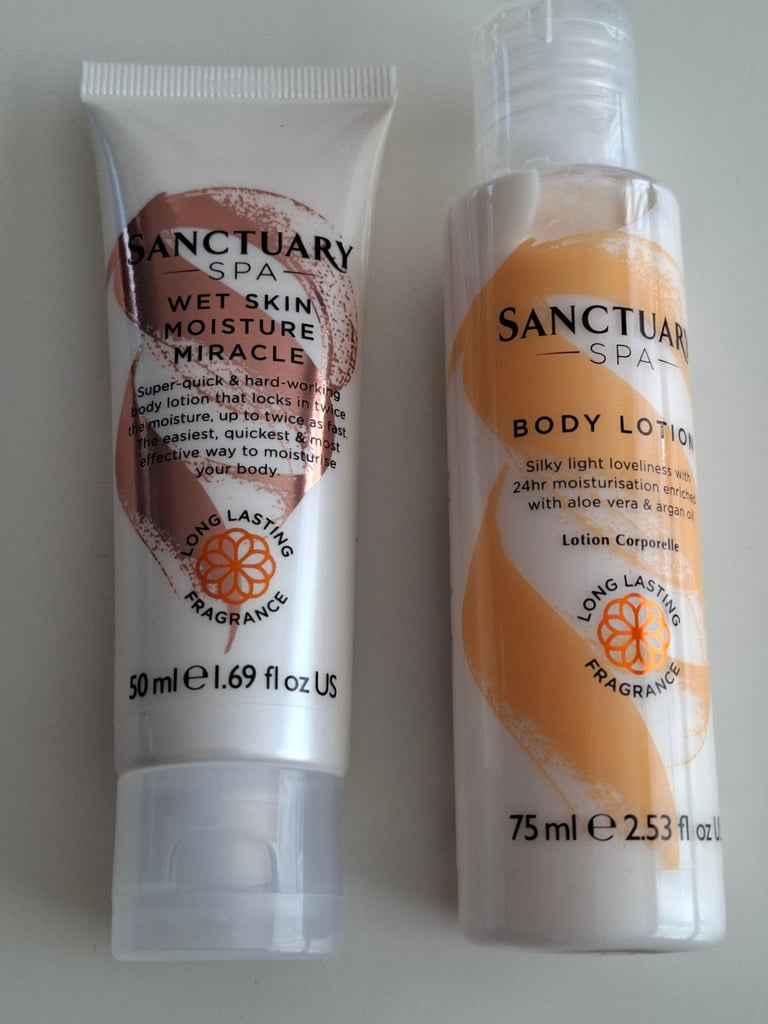 SANCTUARY
SPA
WET SKIN
MOISTURE
MIRACLE
Super-quick & hard-working
body lotion that locks in twice
the moisture, up to twice as fast.
The easiest, quickest & most
effective way to moisturise
your body.
LONG LASTING
FRAGRANCE
50 ml e 1.69 fl oz US
SANCTUARY
SPA
BODY LOTION
Silky light loveliness with
24hr moisturisation enriched
with aloe vera & argan oil
Lotion Corporelle
LONG LASTING
FRAGRANCE
75 ml e 2.53 fl oz U